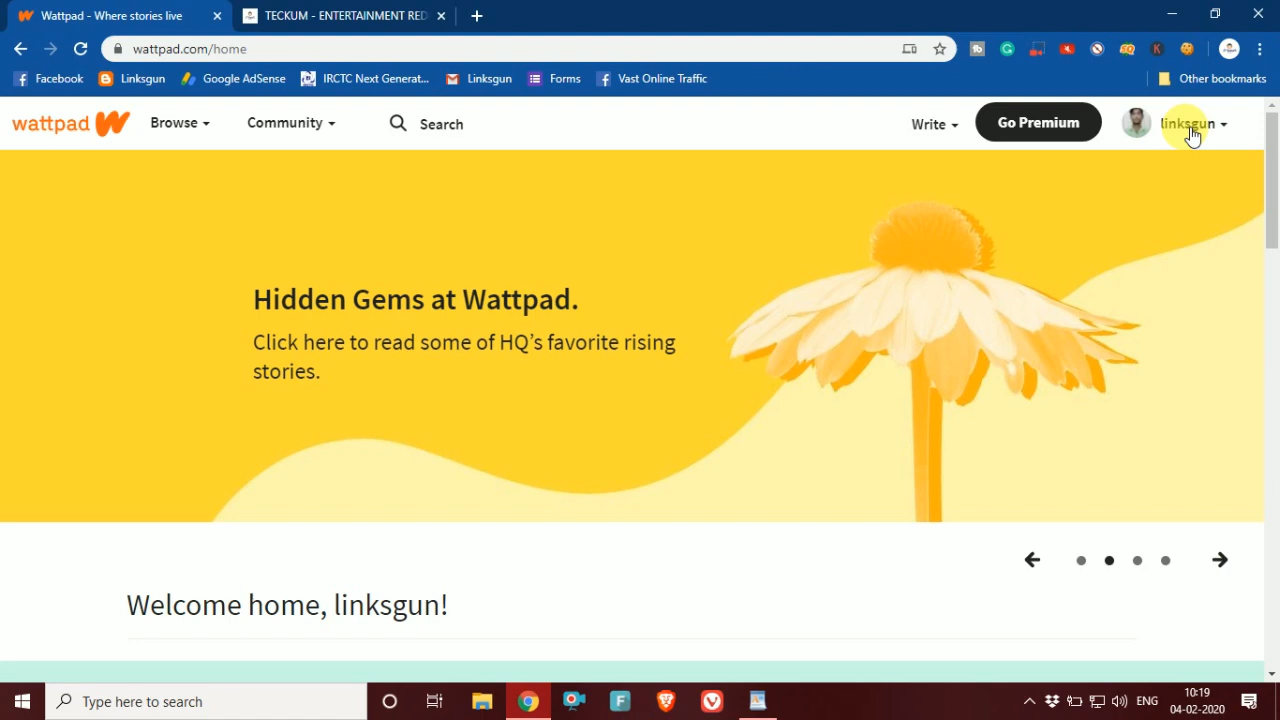 Wattpad - Where stories live
TECKUM - ENTERTAINMENT RED
wattpad.com/home
Facebook
Linksgun
Google AdSense
IRCTC Next Generat...
Linksgun
Forms
Vast Online Traffic
Other bookmarks
wattpad
Browse
Community
Search
Write
Go Premium
linksgun
Hidden Gems at Wattpad.
Click here to read some of HQ's favorite rising
stories.
Welcome home, linksgun!
Type here to search
ENG
10:19
04-02-2020